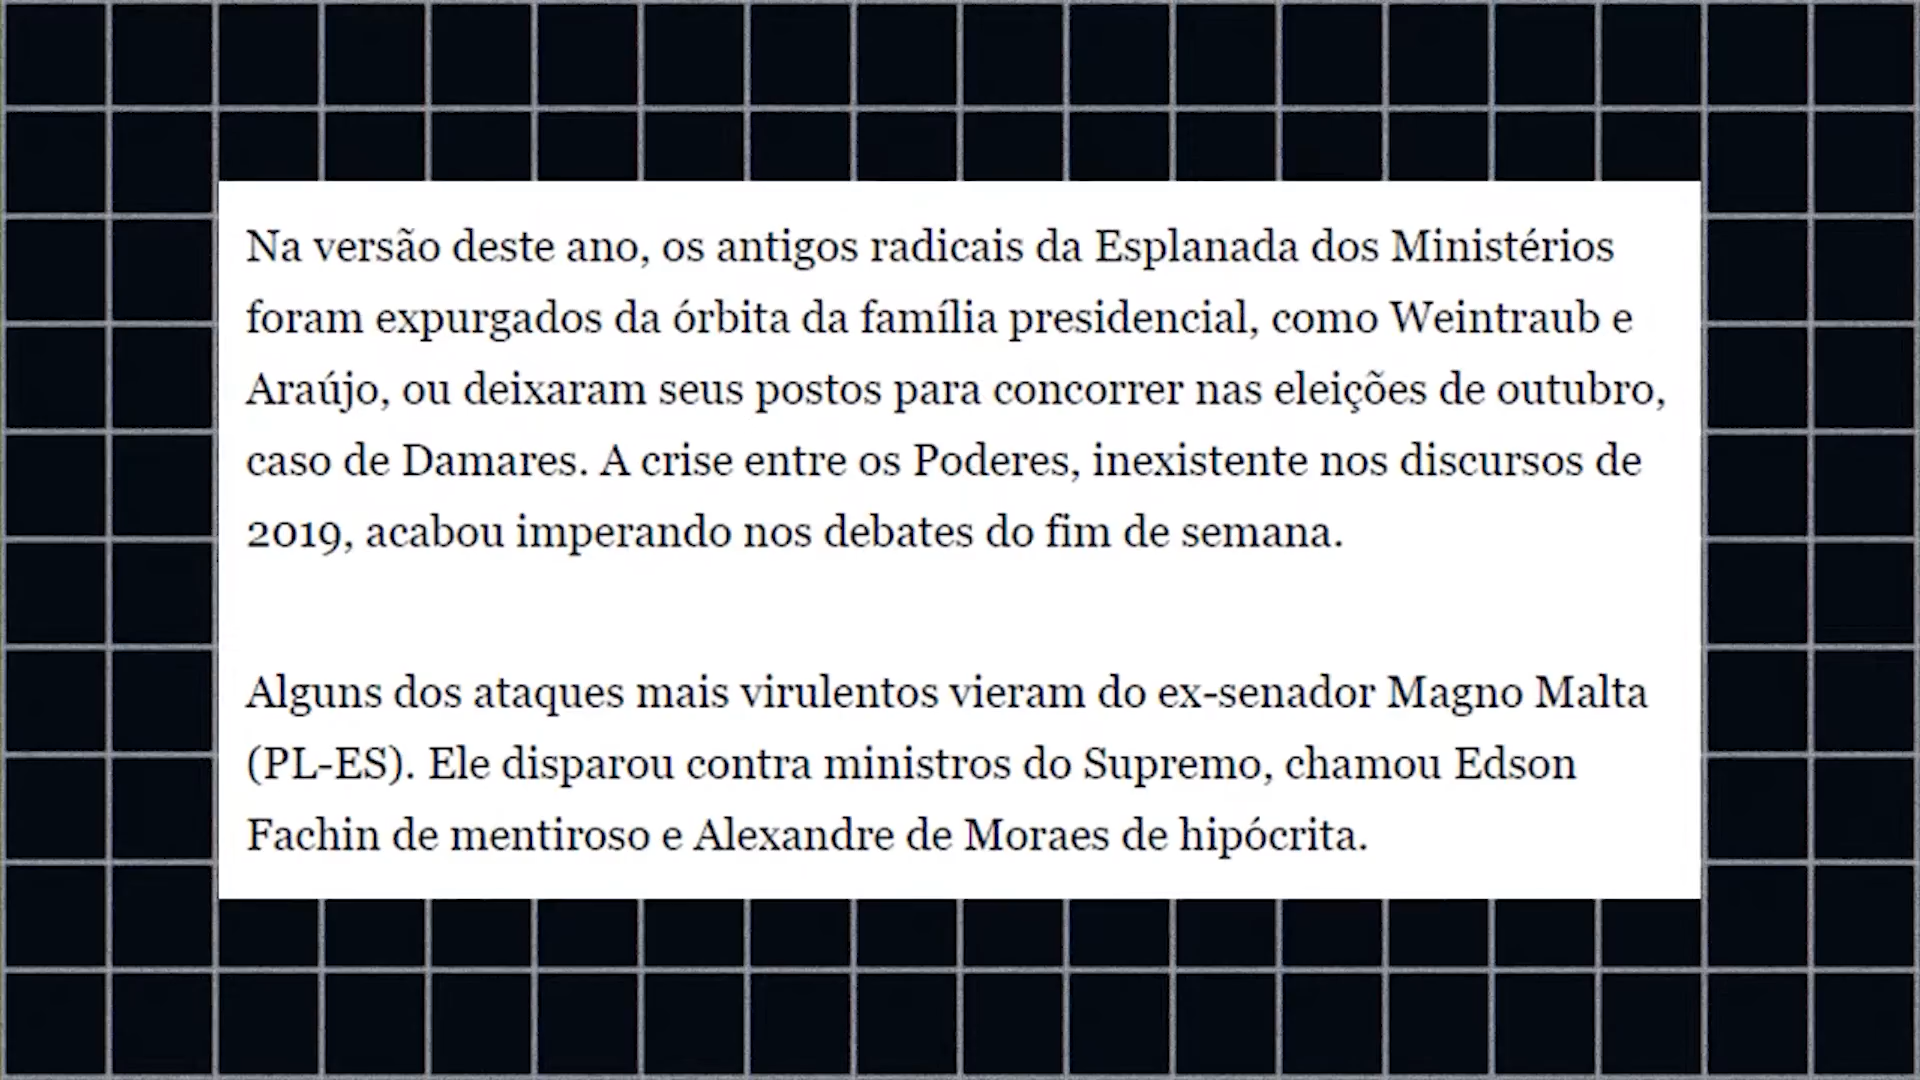 Na versão deste ano, os antigos radicais da Esplanada dos Ministérios
foram expurgados da órbita da família presidencial, como Weintraub e
Araújo, ou deixaram seus postos para concorrer nas eleições de outubro,
caso de Damares. A crise entre os Poderes, inexistente nos discursos de
2019, acabou imperando nos debates do fim de semana.
Alguns dos ataques mais virulentos vieram do ex-senador Magno Malta
(PL-ES). Ele disparou contra ministros do Supremo, chamou Edson
Fachin de mentiroso e Alexandre de Moraes de hipócrita.